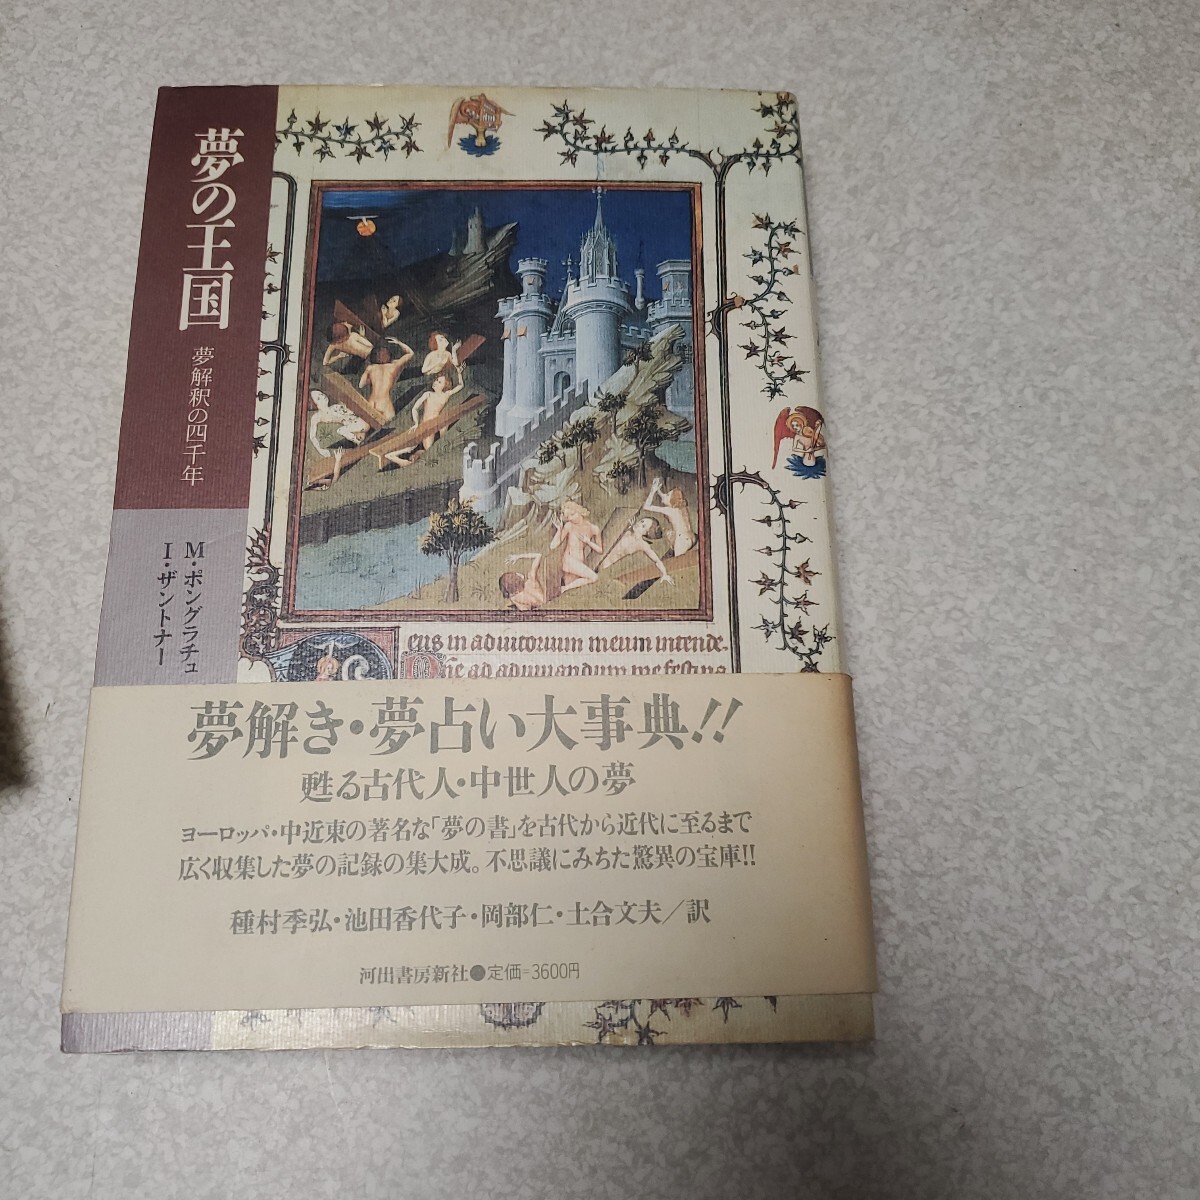 夢の王国
夢解釈の四千年
M・ポングラチュ
I・ザントナー
eus in adiutorium meum intende.
夢解き・夢占い大事典!!
甦る古代人・中世人の夢
ヨーロッパ・中近東の著名な「夢の書」を古代から近代に至るまで
広く収集した夢の記録の集大成。不思議にみちた驚異の宝庫!!
種村季弘・池田香代子・岡部仁・土合文夫／訳
河出書房新社●定価=3600円